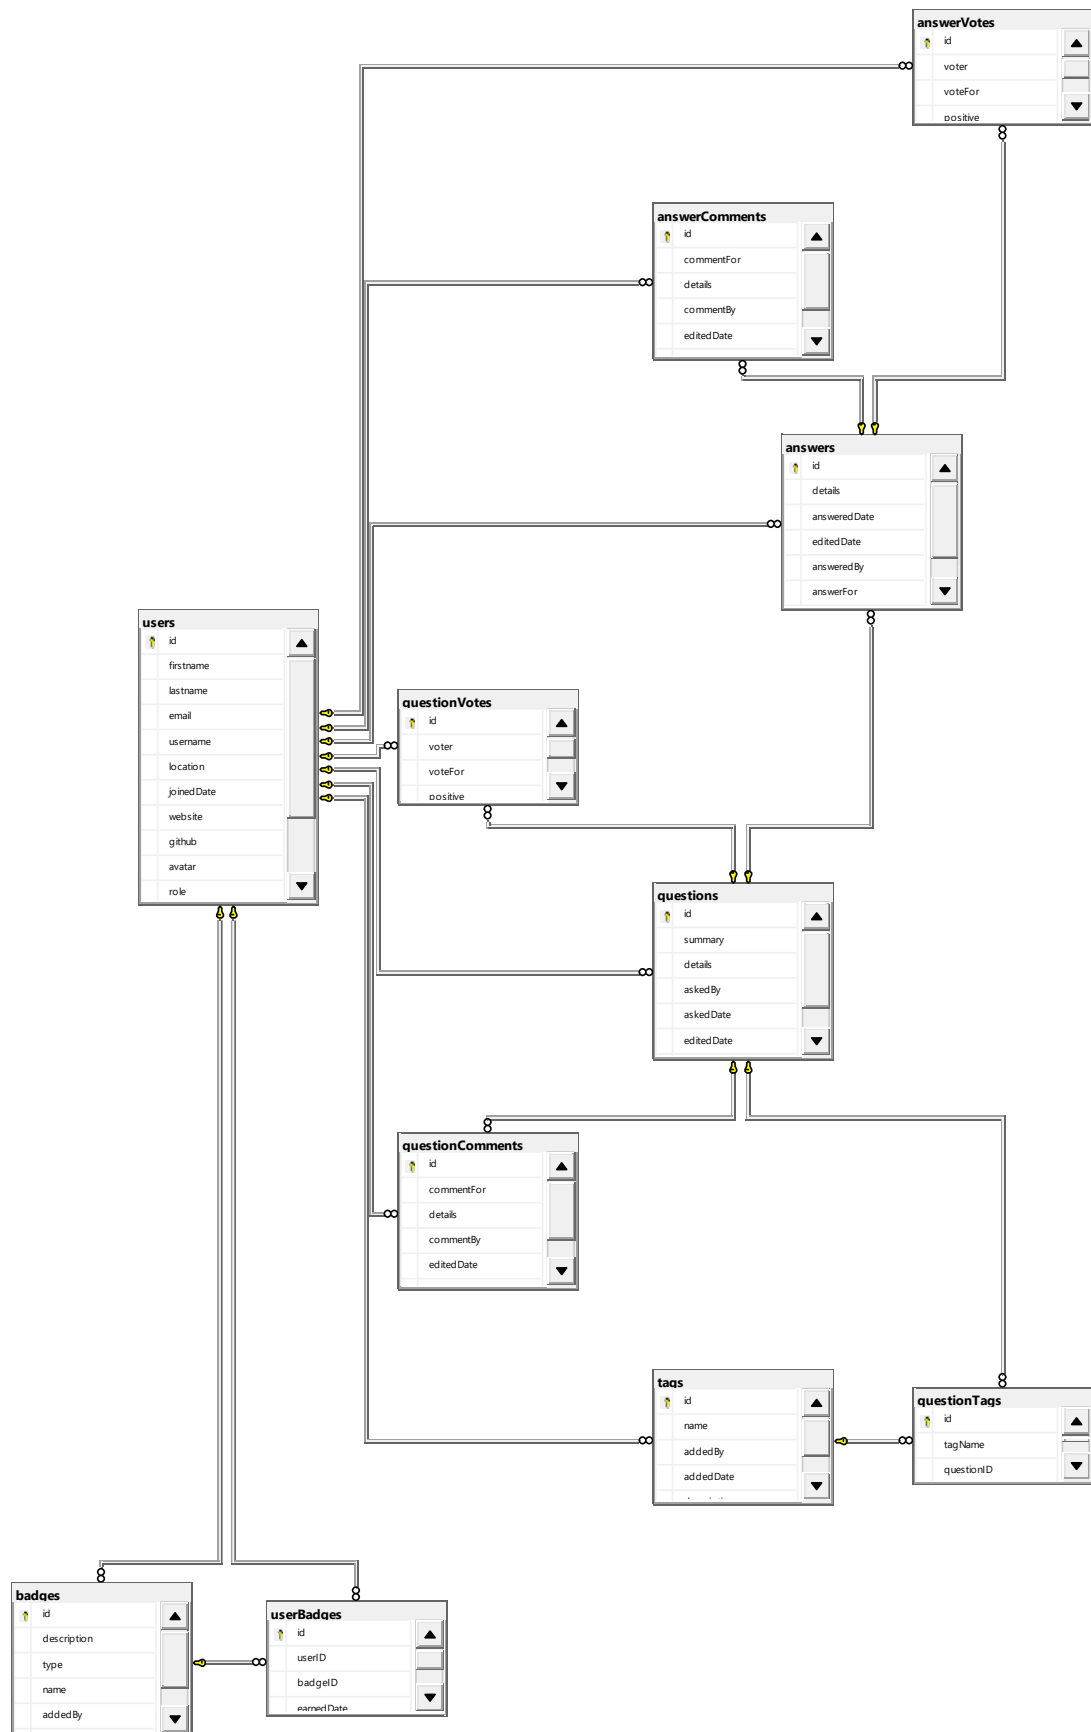 answerVotes
id
voter
voteFor
positive
answerComments
id
commentFor
details
commentBy
editedDate
answers
id
details
answeredDate
editedDate
answeredBy
answerFor
users
id
firstname
lastname
email
username
location
joinedDate
website
github
avatar
role
questionVotes
id
voter
voteFor
positive
questions
id
summary
details
askedBy
askedDate
editedDate
questionComments
id
commentFor
details
commentBy
editedDate
tags
id
name
addedBy
addedDate
questionTags
id
tagName
questionID
badges
id
description
type
name
addedBy
userBadges
id
userID
badgeID
earnedDate